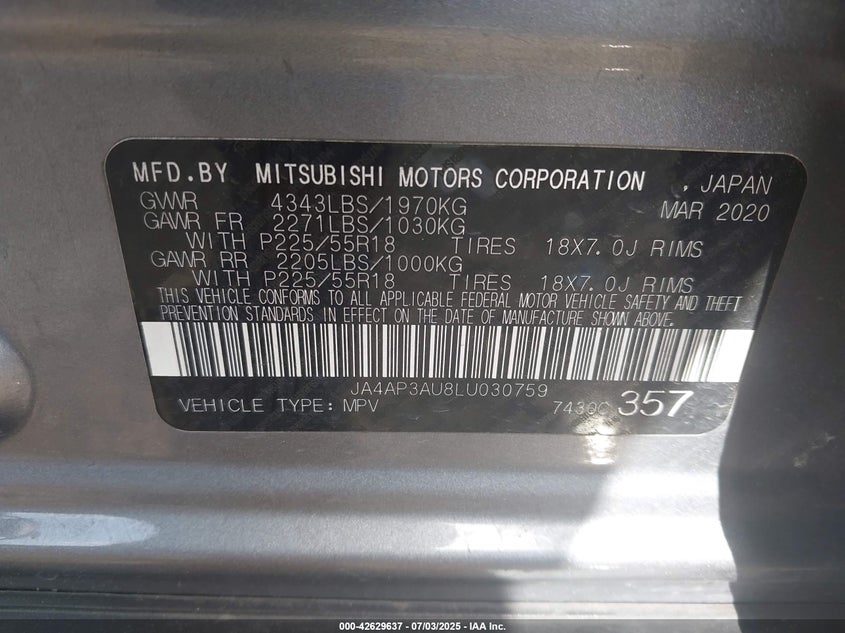 MFD.BY MITSUBISHI MOTORS CORPORATION , JAPAN
GVWR 4343LBS/1970KG MAR 2020
GAWR FR 2271LBS/1030KG
WITH P225/55R18 TIRES 18X7.0J RIMS
GAWR RR 2205LBS/1000KG
WITH P225/55R18 TIRES 18X7.0J RIMS
THIS VEHICLE CONFORMS TO ALL APPLICABLE FEDERAL MOTOR VEHICLE SAFETY AND THEFT
PREVENTION STANDARDS IN EFFECT ON THE DATE OF MANUFACTURE SHOWN ABOVE.
JA4AP3AU8LU030759
VEHICLE TYPE: MPV 7430C 357
000-42629637 - 07/03/2025 - IAA Inc.